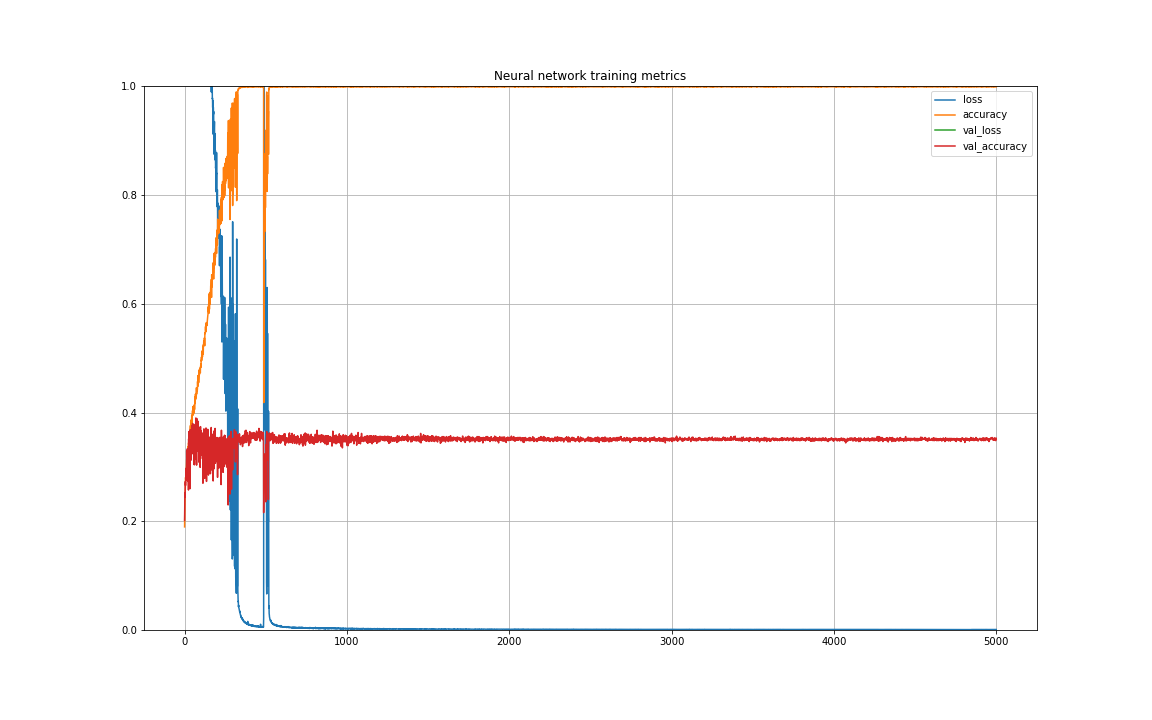 Neural network training metrics
1.0
0.8
0.6
0.4
0.2
0.0
0 1000 2000 3000 4000 5000
loss
accuracy
val_loss
val_accuracy